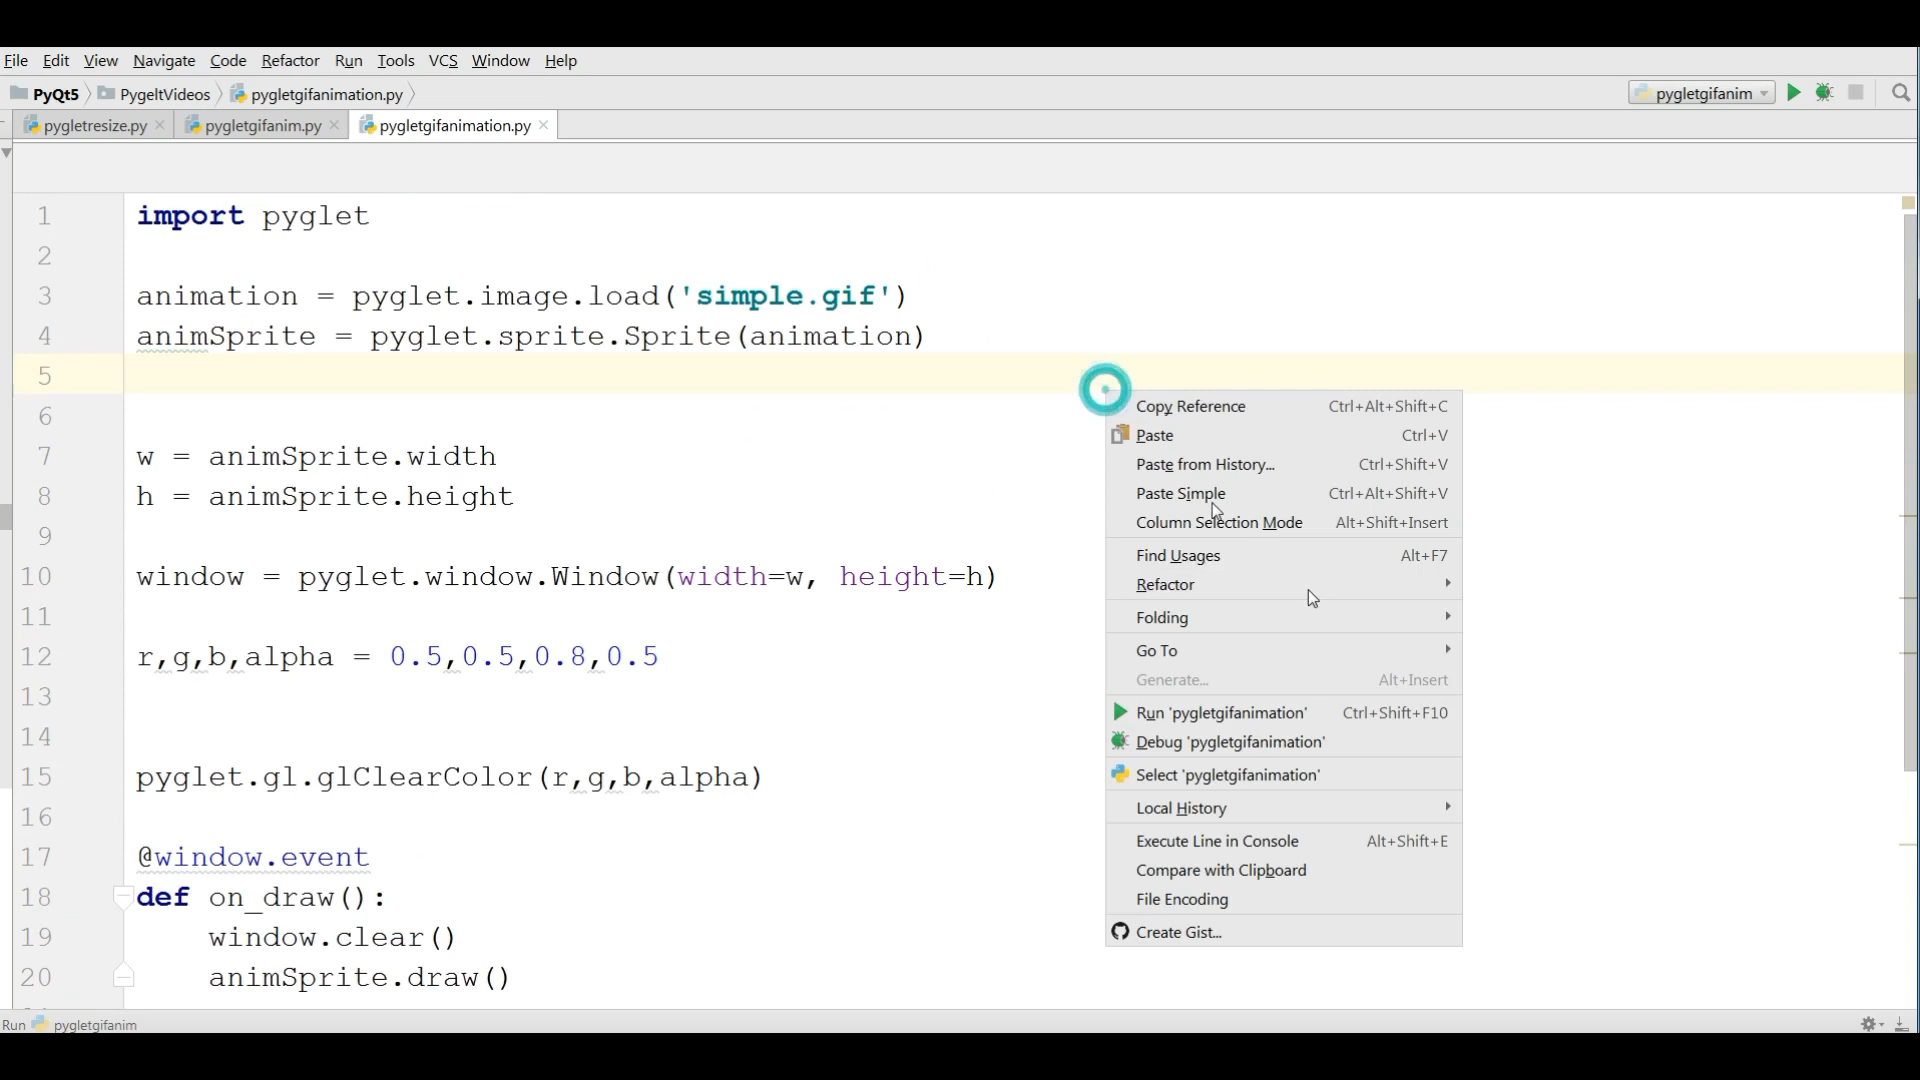 File Edit View Navigate Code Refactor Run Tools VCS Window Help
PyQt5 PygeltVideos pygletgifanimation.py pygletgifanim
pygletresize.py pygletgifanim.py pygletgifanimation.py
1 import pyglet
2
3 animation = pyglet.image.load('simple.gif')
4 animSprite = pyglet.sprite.Sprite(animation)
5
6
7 w = animSprite.width
8 h = animSprite.height
9
10 window = pyglet.window.Window(width=w, height=h)
11
12 r,g,b,alpha = 0.5,0.5,0.8,0.5
13
14
15 pyglet.gl.glClearColor(r,g,b,alpha)
16
17 @window.event
18 def on_draw():
19 window.clear()
20 animSprite.draw()
Copy Reference Ctrl+Alt+Shift+C
Paste Ctrl+V
Paste from History... Ctrl+Shift+V
Paste Simple Ctrl+Alt+Shift+V
Column Selection Mode Alt+Shift+Insert
Find Usages Alt+F7
Refactor
Folding
Go To
Generate... Alt+Insert
Run 'pygletgifanimation' Ctrl+Shift+F10
Debug 'pygletgifanimation'
Select 'pygletgifanimation'
Local History
Execute Line in Console Alt+Shift+E
Compare with Clipboard
File Encoding
Create Gist...
Run pygletgifanim